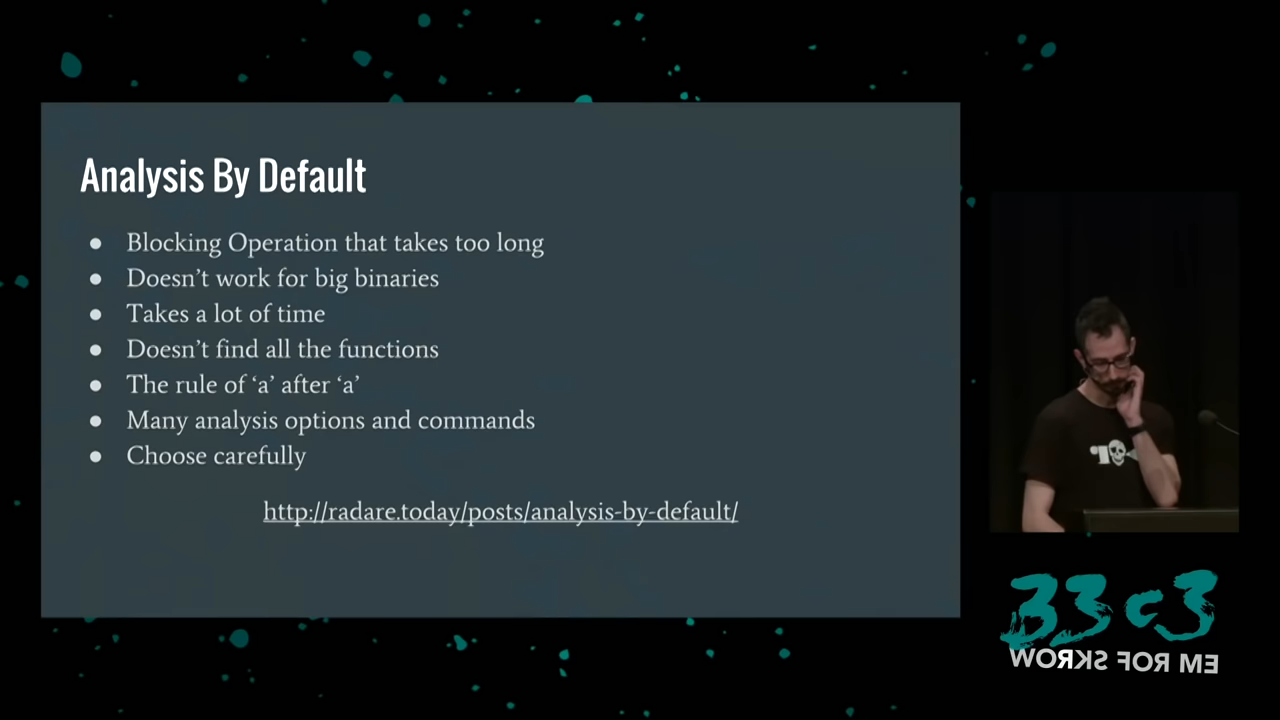 Analysis By Default
● Blocking Operation that takes too long
● Doesn't work for big binaries
● Takes a lot of time
● Doesn't find all the functions
● The rule of 'a' after 'a'
● Many analysis options and commands
● Choose carefully
http://radare.today/posts/analysis-by-default/
33c3
WORKS FOR ME